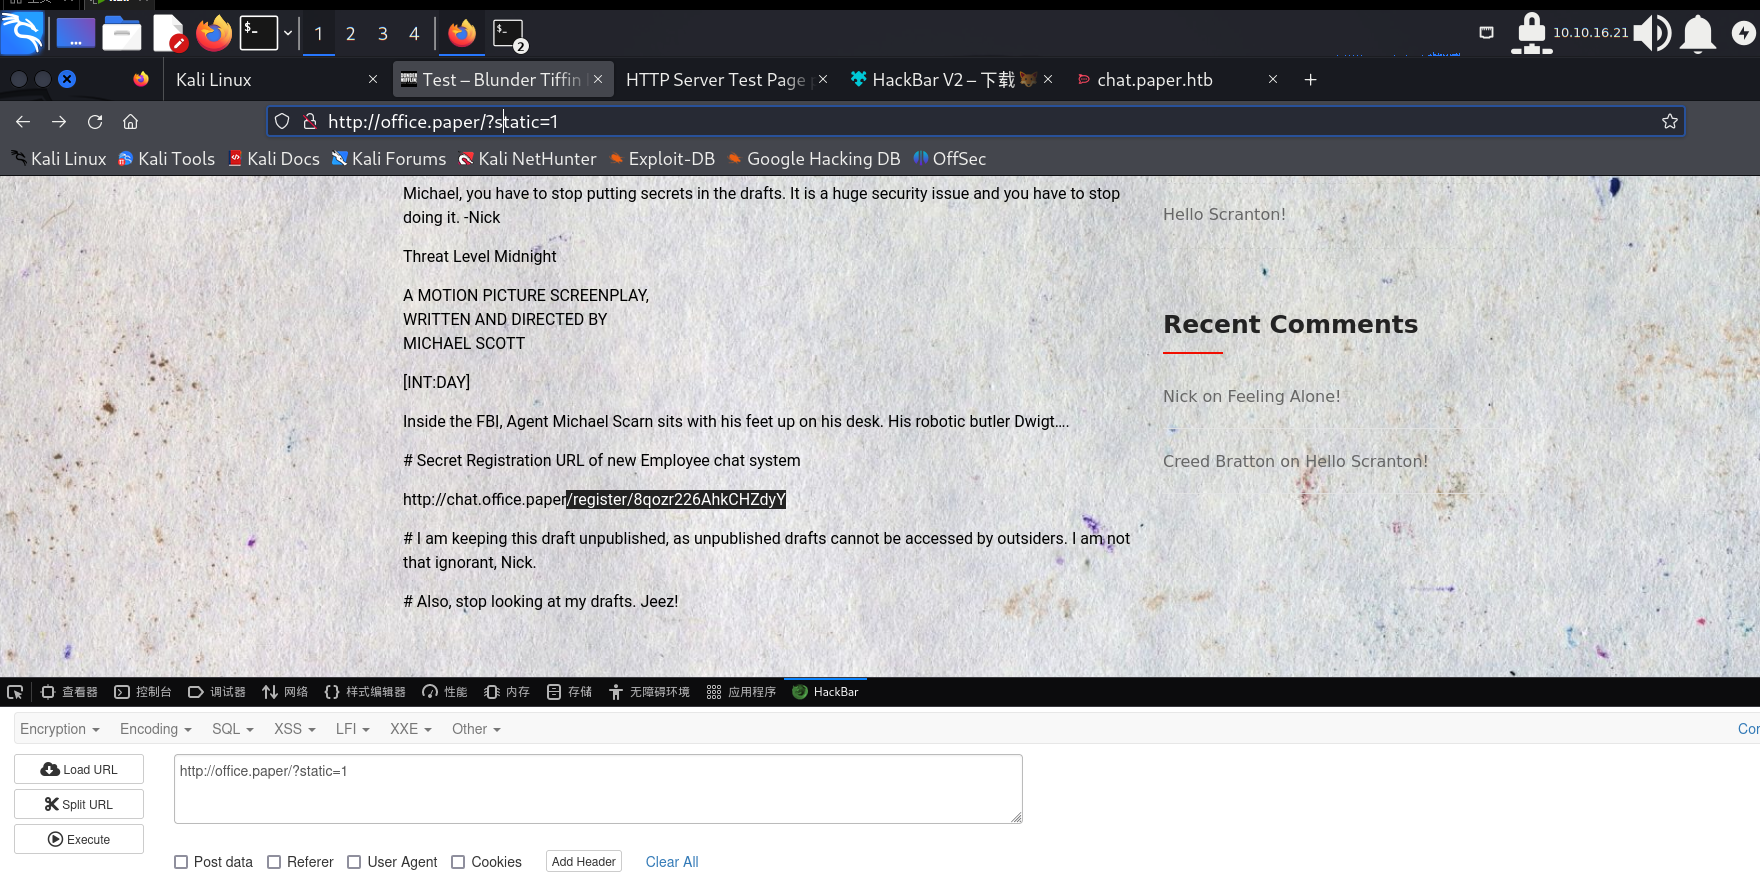 1 2 3 4
2
10.10.16.21
Kali Linux
Test – Blunder Tiffin
HTTP Server Test Page
HackBar V2 – 下载
chat.paper.htb
http://office.paper/?static=1
Kali Linux Kali Tools Kali Docs Kali Forums Kali NetHunter Exploit-DB Google Hacking DB OffSec
Michael, you have to stop putting secrets in the drafts. It is a huge security issue and you have to stop
doing it. -Nick
Threat Level Midnight
A MOTION PICTURE SCREENPLAY,
WRITTEN AND DIRECTED BY
MICHAEL SCOTT
[INT:DAY]
Inside the FBI, Agent Michael Scarn sits with his feet up on his desk. His robotic butler Dwigt….
# Secret Registration URL of new Employee chat system
http://chat.office.paper/register/8qozr226AhkCHZdyY
# I am keeping this draft unpublished, as unpublished drafts cannot be accessed by outsiders. I am not
that ignorant, Nick.
# Also, stop looking at my drafts. Jeez!
Hello Scranton!
Recent Comments
Nick on Feeling Alone!
Creed Bratton on Hello Scranton!
查看器 控制台 调试器 网络 样式编辑器 性能 内存 存储 无障碍环境 应用程序 HackBar
Encryption Encoding SQL XSS LFI XXE Other
Load URL
Split URL
Execute
http://office.paper/?static=1
Post data Referer User Agent Cookies Add Header Clear All